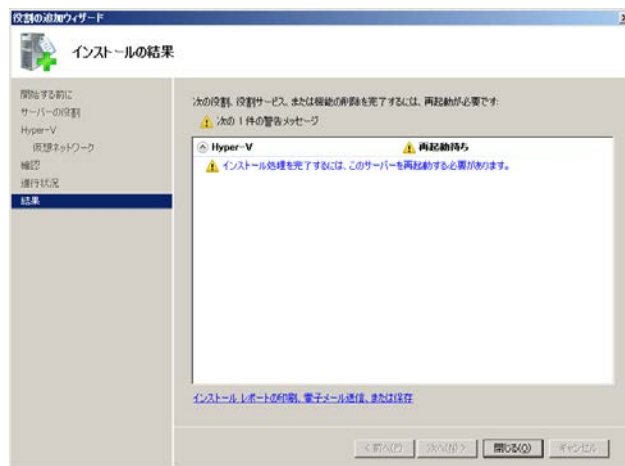 役割の追加ウィザード
インストールの結果
開始する前に
サーバーの役割
Hyper-V
仮想ネットワーク
確認
進行状況
結果
次の役割、役割サービス、または機能の削除を完了するには、再起動が必要です:
次の 1 件の警告メッセージ
Hyper-V 再起動待ち
インストール処理を完了するには、このサーバーを再起動する必要があります。
インストール レポートの印刷、電子メール送信、または保存
< 前へ(P) 次へ(N) > 閉じる(O) キャンセル